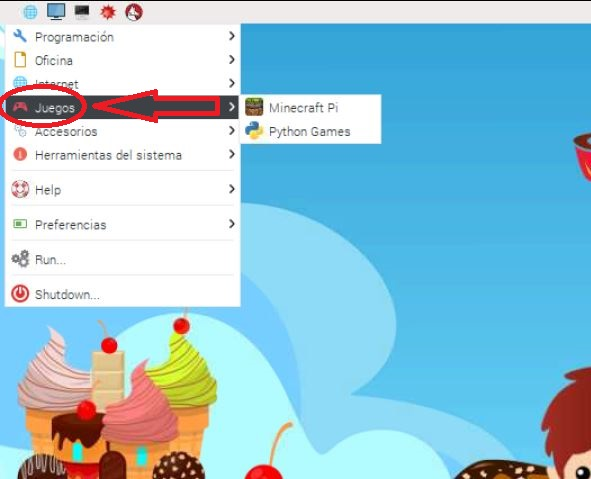 Programación
Oficina
Internet
Juegos
Minecraft Pi
Python Games
Accesorios
Herramientas del sistema
Help
Preferencias
Run...
Shutdown...